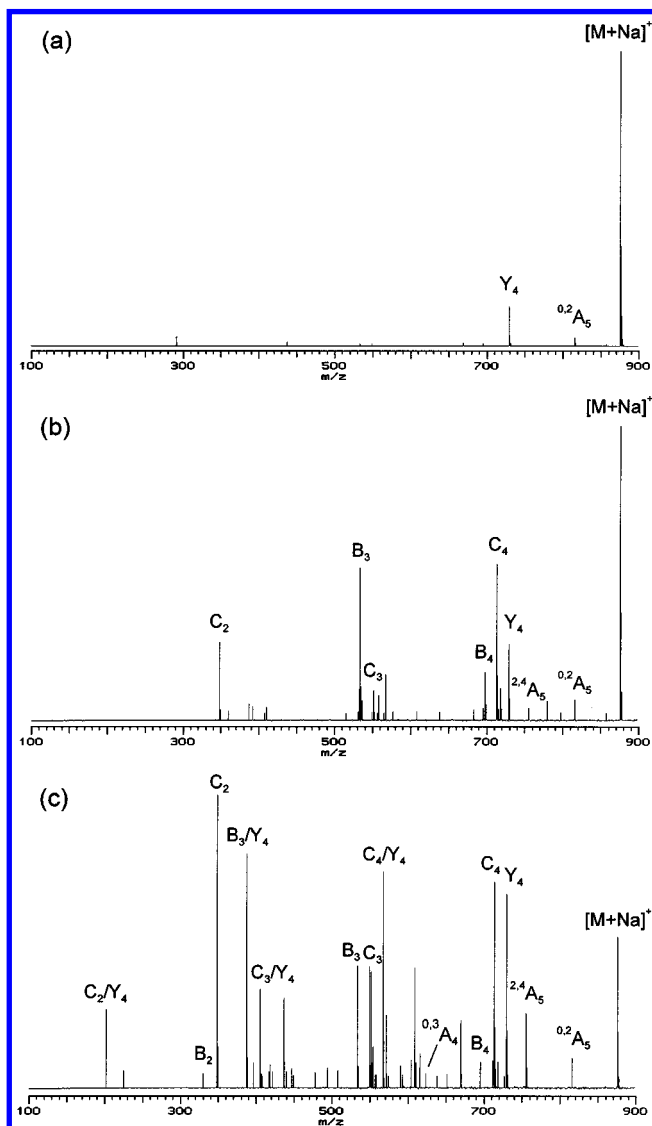 (a)
[M+Na]⁺
Y₄
⁰,²A₅
100 300 500 700 900
m/z
(b)
[M+Na]⁺
C₄
B₃
C₂
Y₄
B₄
C₃
²,⁴A₅
⁰,²A₅
100 300 500 700 900
m/z
(c)
C₂
B₃/Y₄
C₄/Y₄
C₄
Y₄
[M+Na]⁺
B₃
C₃
C₃/Y₄
C₂/Y₄
²,⁴A₅
⁰,³A₄
B₂
B₄
⁰,²A₅
100 300 500 700 900
m/z